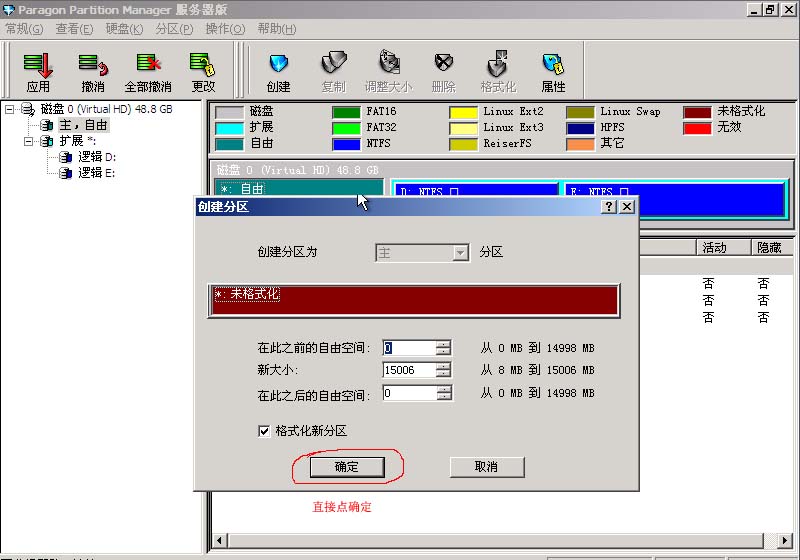 Paragon Partition Manager 服务器版
常规(G) 查看(E) 硬盘(K) 分区(P) 操作(O) 帮助(H)
应用 撤消 全部撤消 更改 创建 复制 调整大小 删除 格式化 属性
磁盘 0 (Virtual HD) 48.8 GB
主，自由
扩展 *:
逻辑 D:
逻辑 E:
磁盘 FAT16 Linux Ext2 Linux Swap 未格式化
扩展 FAT32 Linux Ext3 HPFS 无效
自由 NTFS ReiserFS 其它
磁盘 0 (Virtual HD) 48.8 GB
*: 自由
D: NTFS
E: NTFS
创建分区
创建分区为 主 分区
*: 未格式化
在此之前的自由空间: 0 从 0 MB 到 14998 MB
新大小: 15006 从 8 MB 到 15006 MB
在此之后的自由空间: 0 从 0 MB 到 14998 MB
格式化新分区
确定 取消
直接点确定
活动 隐藏
否 否
否 否
否 否